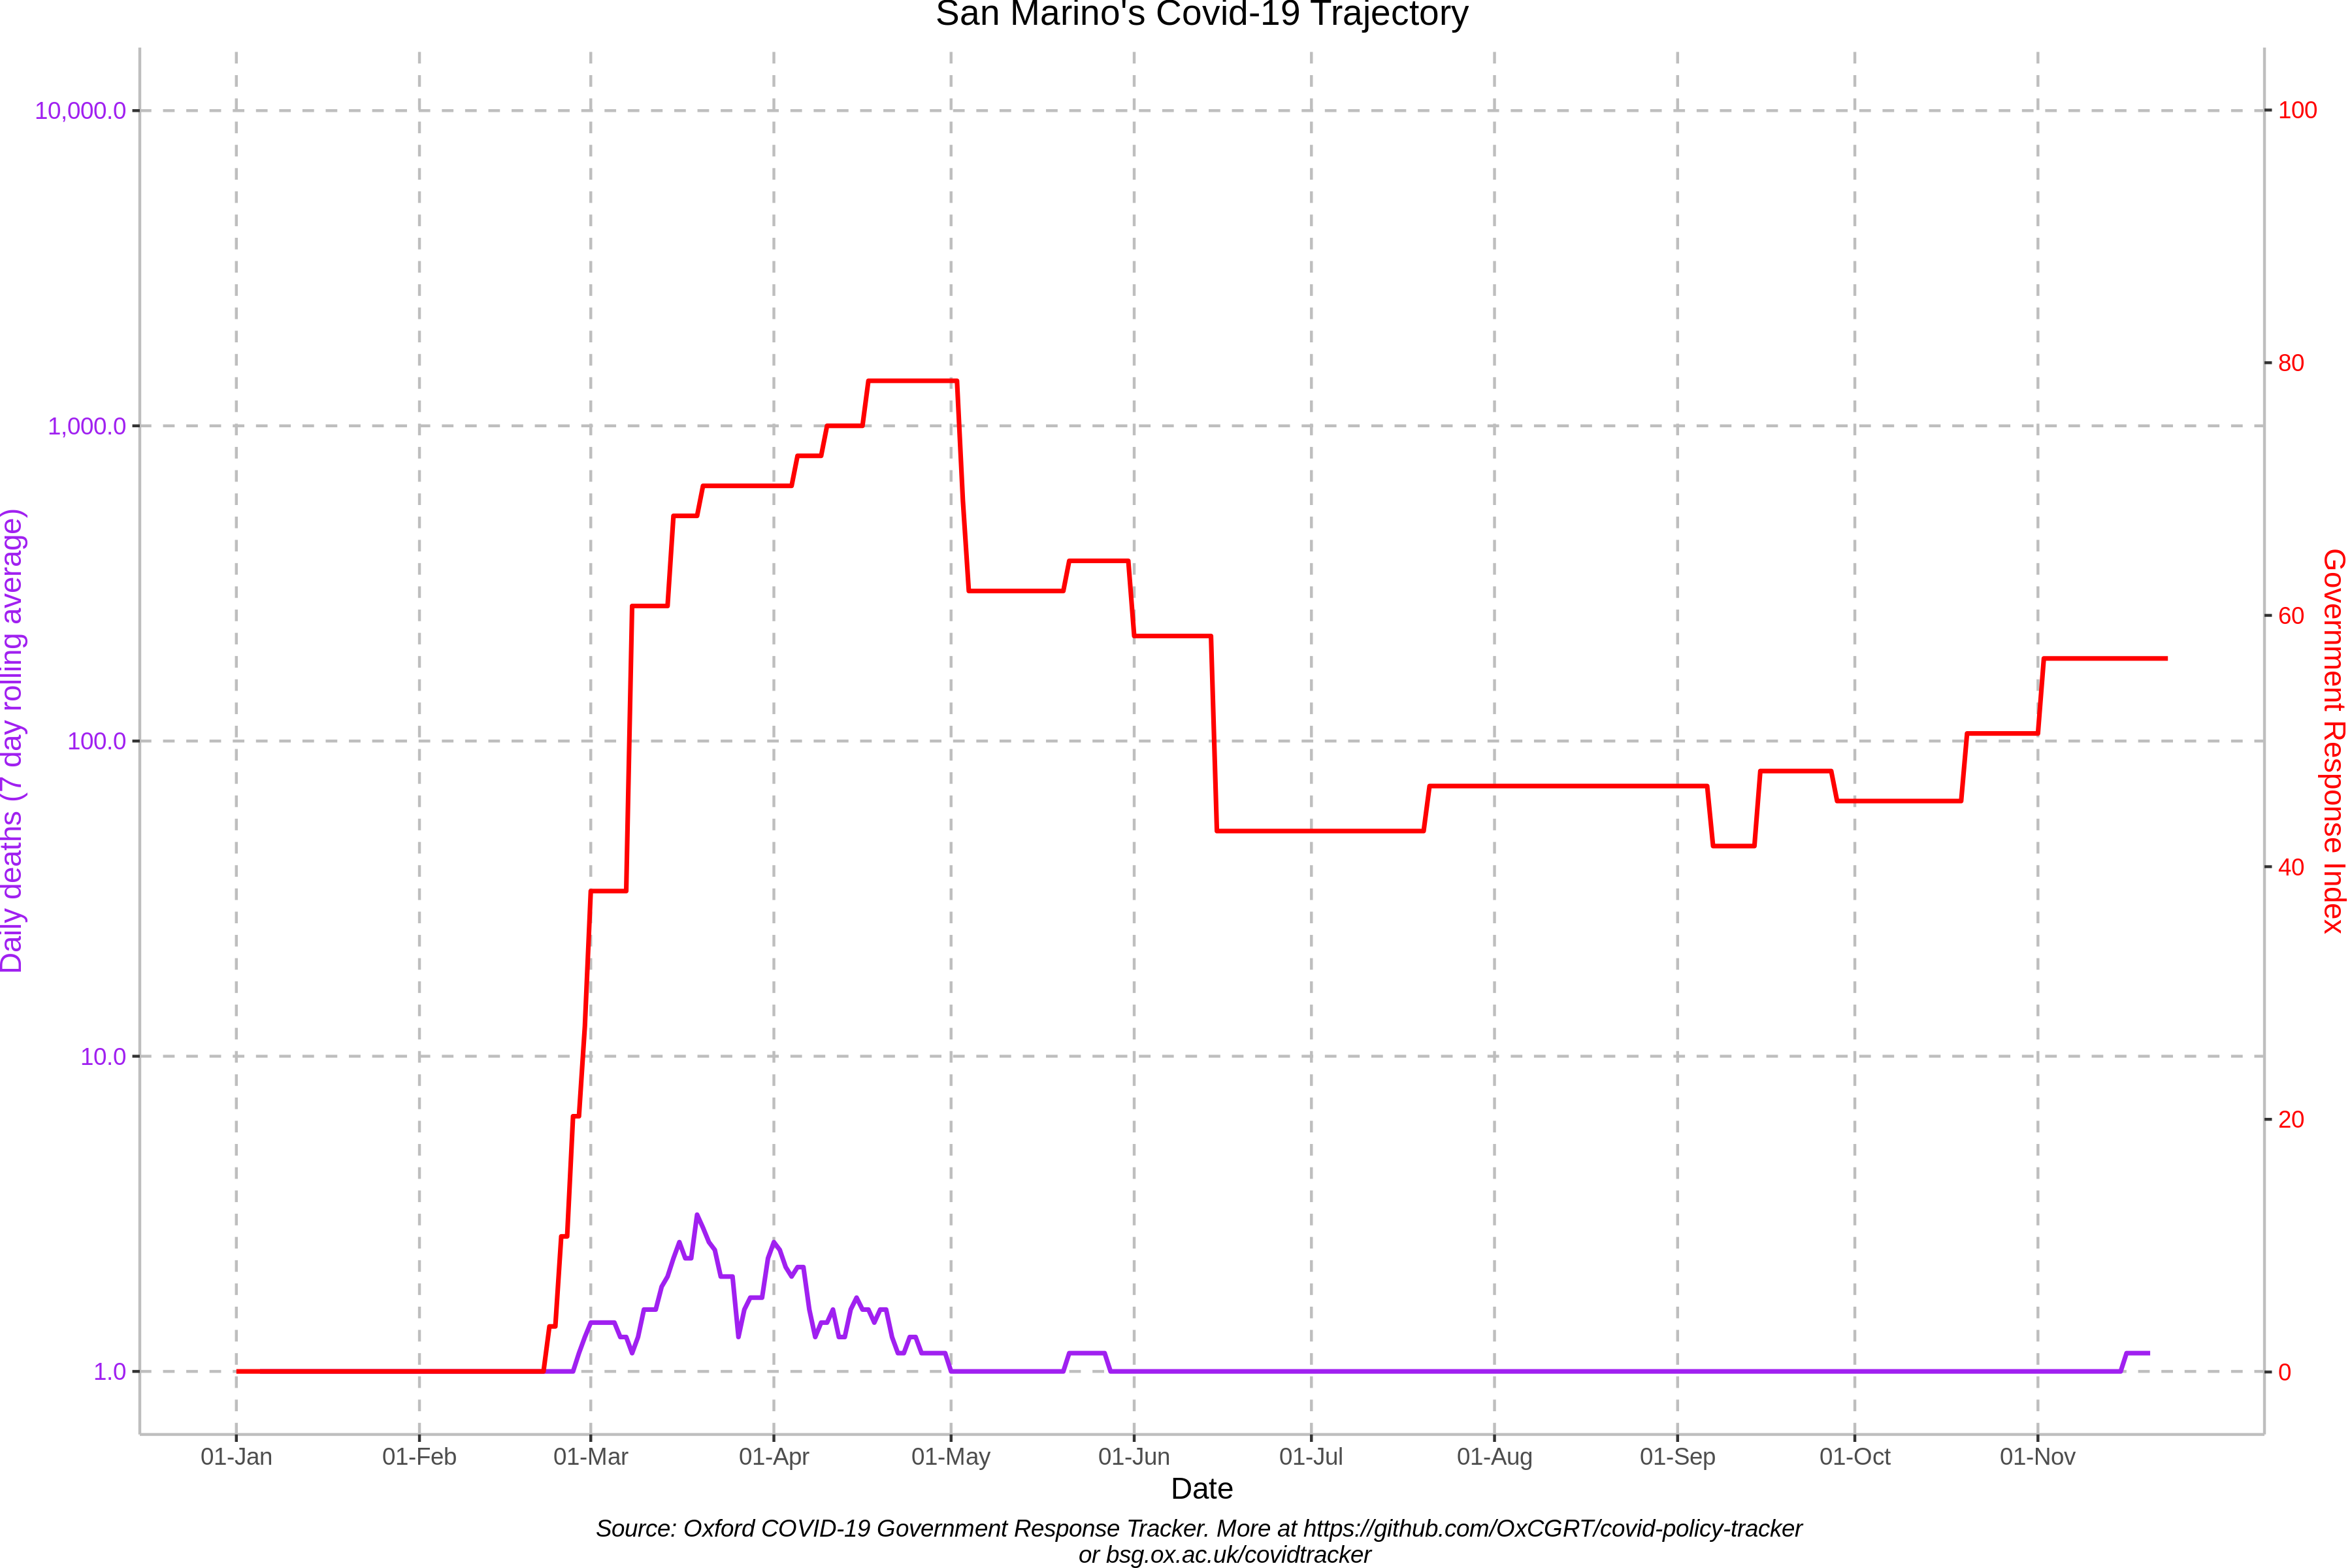 San Marino's Covid-19 Trajectory
10,000.0
1,000.0
100.0
10.0
1.0
Daily deaths (7 day rolling average)
100
80
60
40
20
0
Government Response Index
01-Jan 01-Feb 01-Mar 01-Apr 01-May 01-Jun 01-Jul 01-Aug 01-Sep 01-Oct 01-Nov
Date
Source: Oxford COVID-19 Government Response Tracker. More at https://github.com/OxCGRT/covid-policy-tracker
or bsg.ox.ac.uk/covidtracker